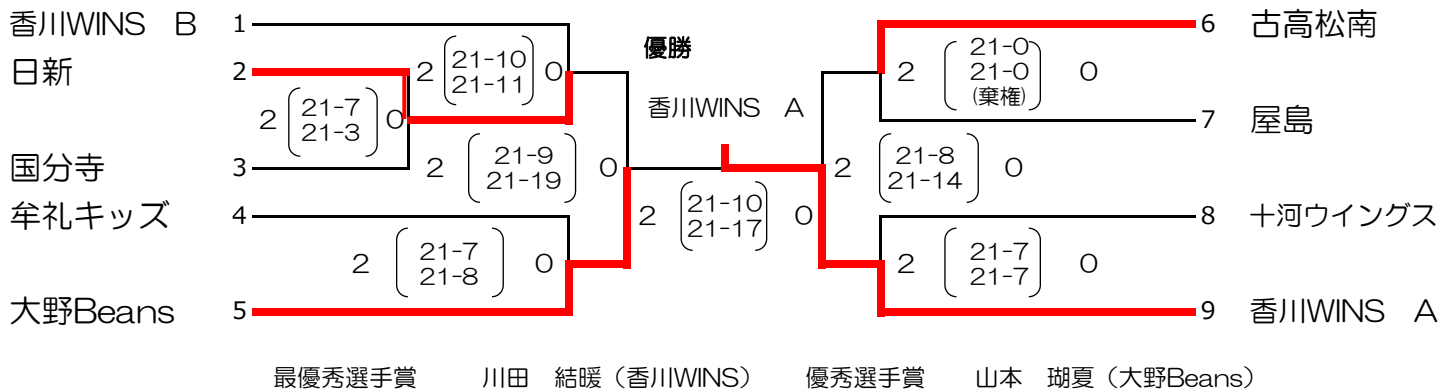 香川WINS　B 1
日新 2
国分寺 3
牟礼キッズ 4
大野Beans 5
2 21-7 0
21-3
2 21-10 0
21-11
2 21-9 0
21-19
2 21-7 0
21-8
優勝
香川WINS　A
2 21-10 0
21-17
2 21-0 0
21-0
(棄権)
2 21-8 0
21-14
2 21-7 0
21-7
6 古高松南
7 屋島
8 十河ウイングス
9 香川WINS　A
最優秀選手賞　川田　結暖（香川WINS）　優秀選手賞　山本　瑚夏（大野Beans）